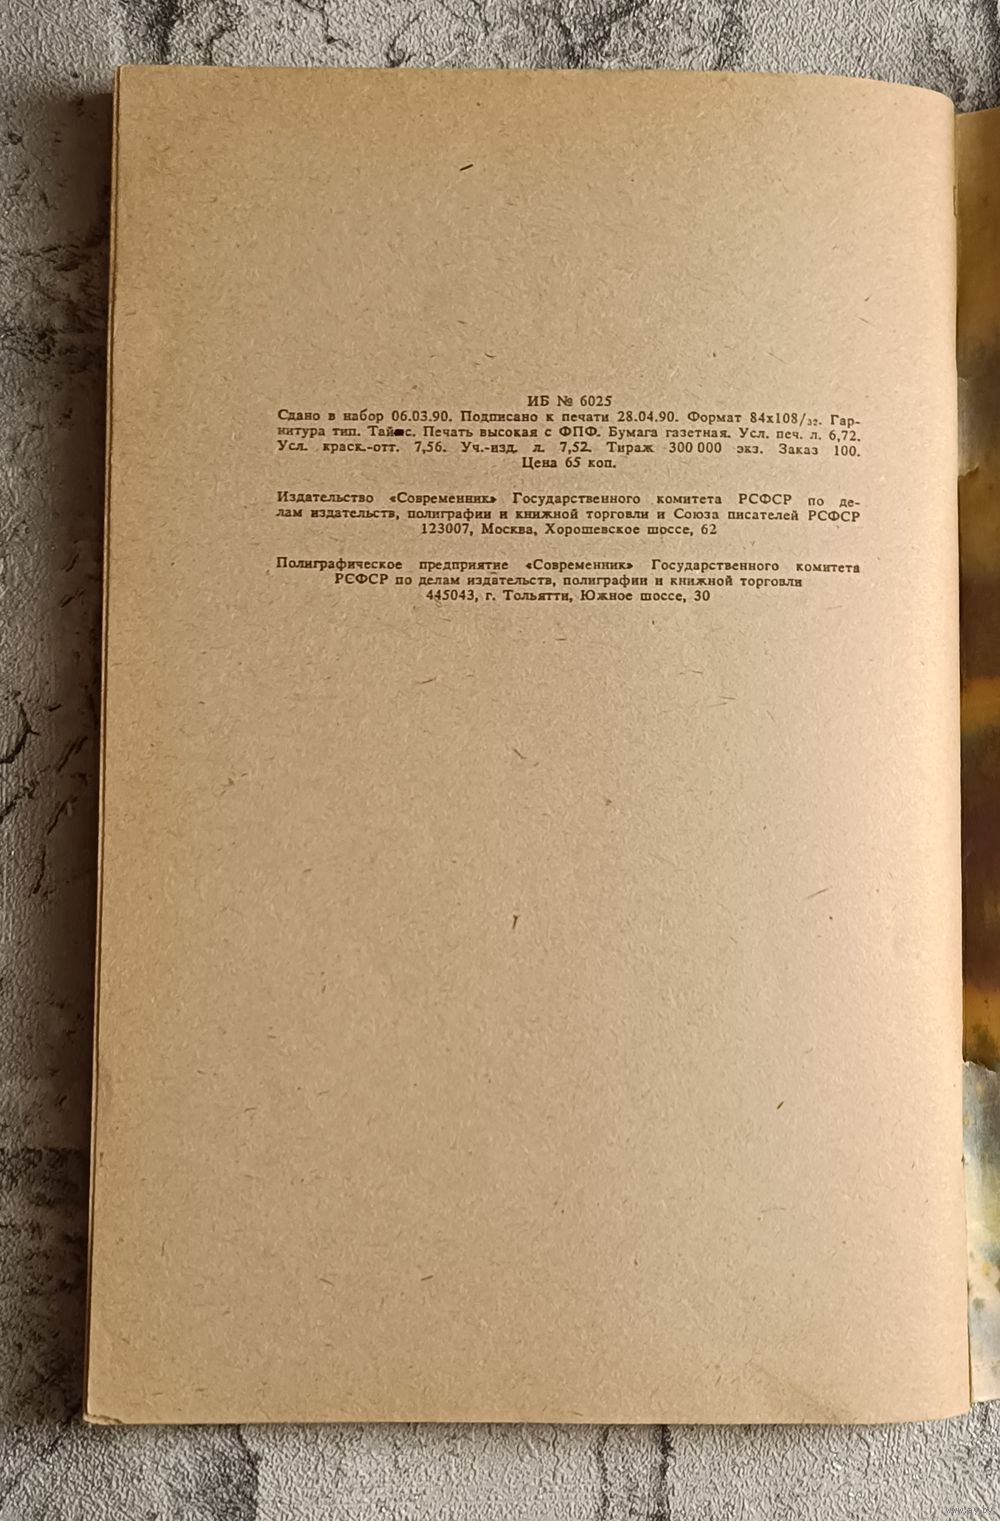 ИБ № 6025
Сдано в набор 06.03.90. Подписано к печати 28.04.90. Формат 84х108/32. Гар-
нитура тип. Таймс. Печать высокая с ФПФ. Бумага газетная. Усл. печ. л. 6,72.
Усл. краск.-отт. 7,56. Уч.-изд. л. 7,52. Тираж 300 000 экз. Заказ 100.
Цена 65 коп.
Издательство «Современник» Государственного комитета РСФСР по де-
лам издательств, полиграфии и книжной торговли и Союза писателей РСФСР
123007, Москва, Хорошевское шоссе, 62
Полиграфическое предприятие «Современник» Государственного комитета
РСФСР по делам издательств, полиграфии и книжной торговли
445043, г. Тольятти, Южное шоссе, 30